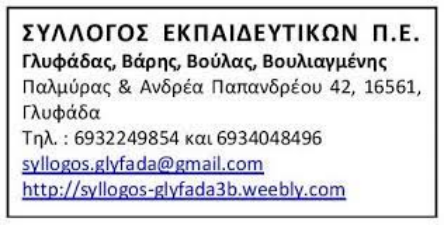 ΣΥΛΛΟΓΟΣ ΕΚΠΑΙΔΕΥΤΙΚΩΝ Π.Ε.
Γλυφάδας, Βάρης, Βούλας, Βουλιαγμένης
Παλμύρας & Ανδρέα Παπανδρέου 42, 16561,
Γλυφάδα
Τηλ. : 6932249854 και 6934048496
syllogos.glyfada@gmail.com
http://syllogos-glyfada3b.weebly.com